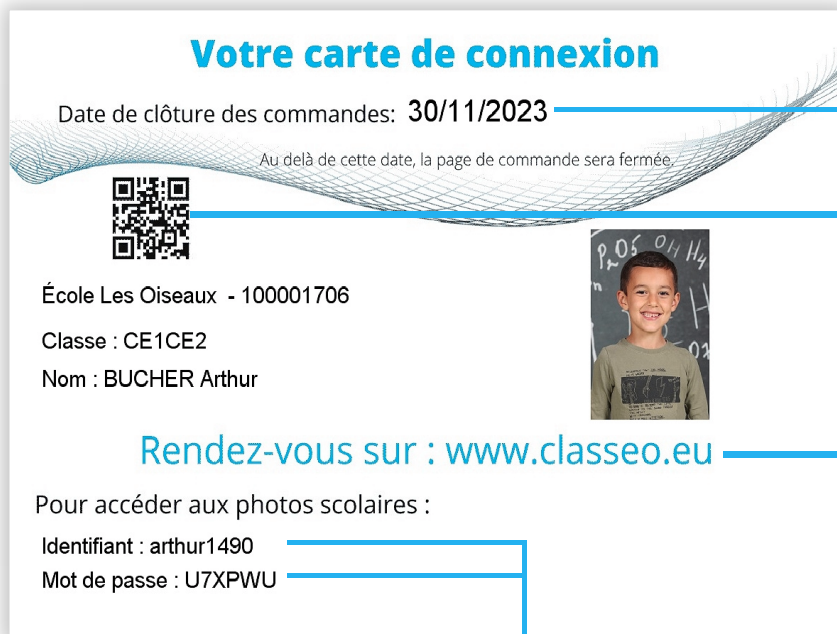 Votre carte de connexion
Date de clôture des commandes: 30/11/2023
Au delà de cette date, la page de commande sera fermée.
École Les Oiseaux - 100001706
Classe : CE1CE2
Nom : BUCHER Arthur
Rendez-vous sur : www.classeo.eu
Pour accéder aux photos scolaires :
Identifiant : arthur1490
Mot de passe : U7XPWU